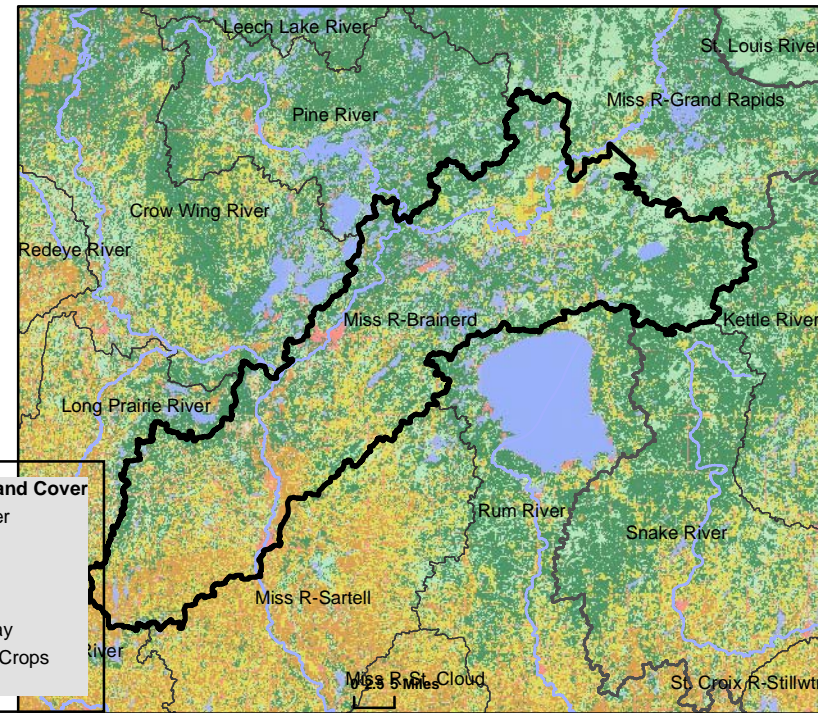 Leech Lake River
St. Louis River
Miss R-Grand Rapids
Pine River
Crow Wing River
Redeye River
Miss R-Brainerd
Kettle River
Long Prairie River
and Cover
er
Rum River
Snake River
Miss R-Sartell
ay
River
Crops
Miss R-St. Cloud
0 2.5 5 Miles
St. Croix R-Stillwtr